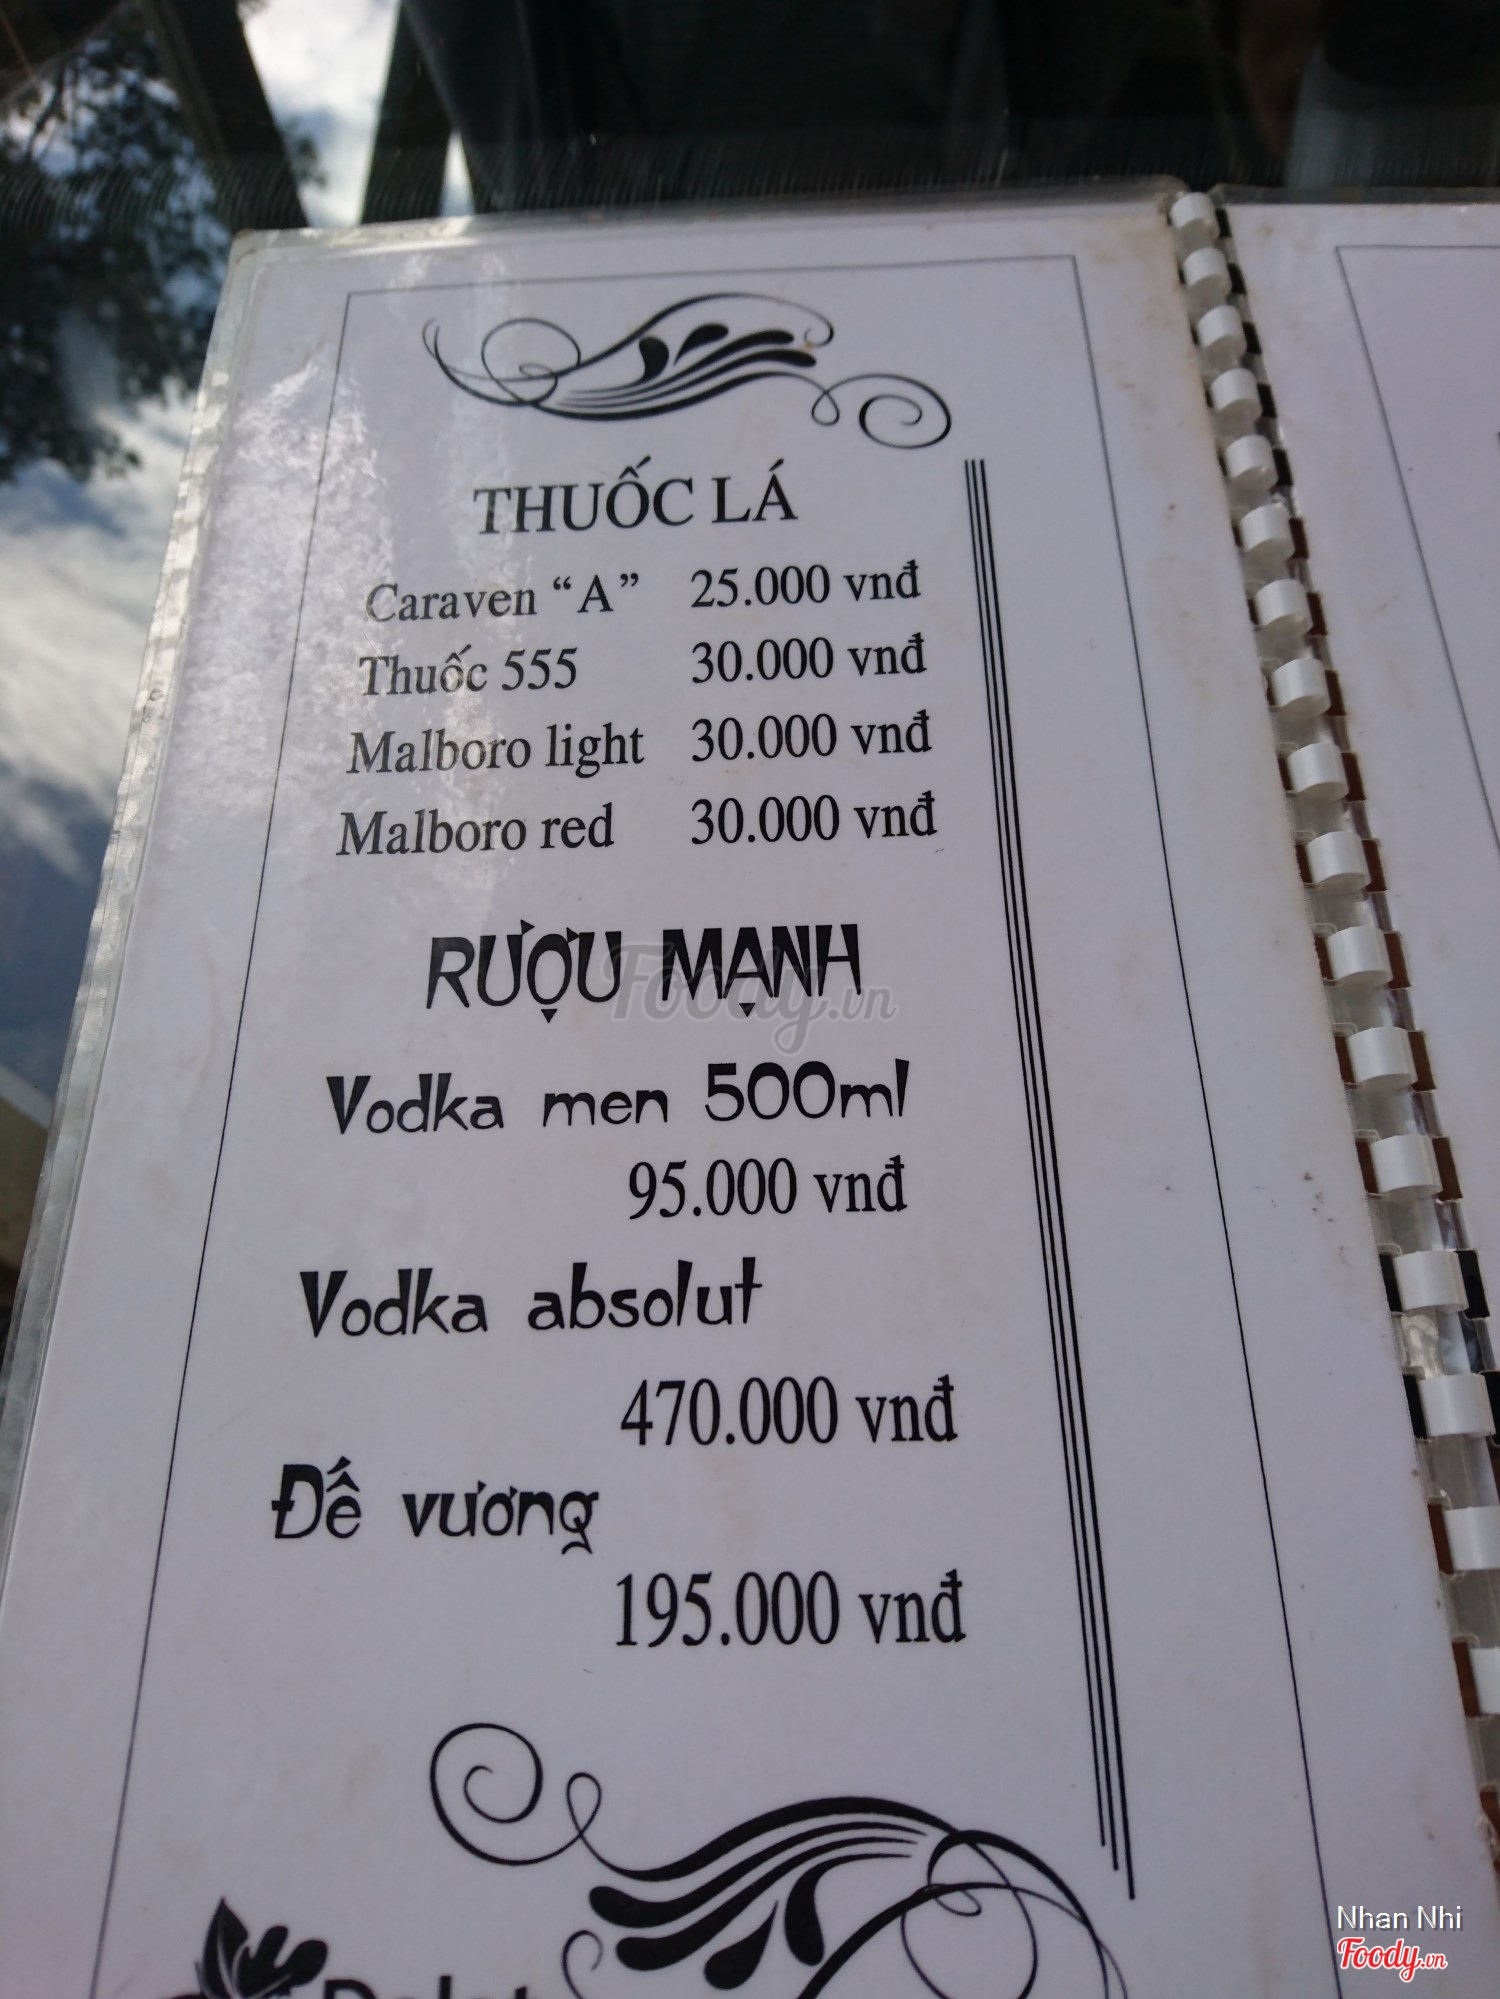 THUỐC LÁ
Caraven “A” 25.000 vnđ
Thuốc 555 30.000 vnđ
Malboro light 30.000 vnđ
Malboro red 30.000 vnđ
RƯỢU MẠNH
Foody.vn
Vodka men 500ml
95.000 vnđ
Vodka absolut
470.000 vnđ
Đế vương
195.000 vnđ
Nhan Nhi
Foody.vn